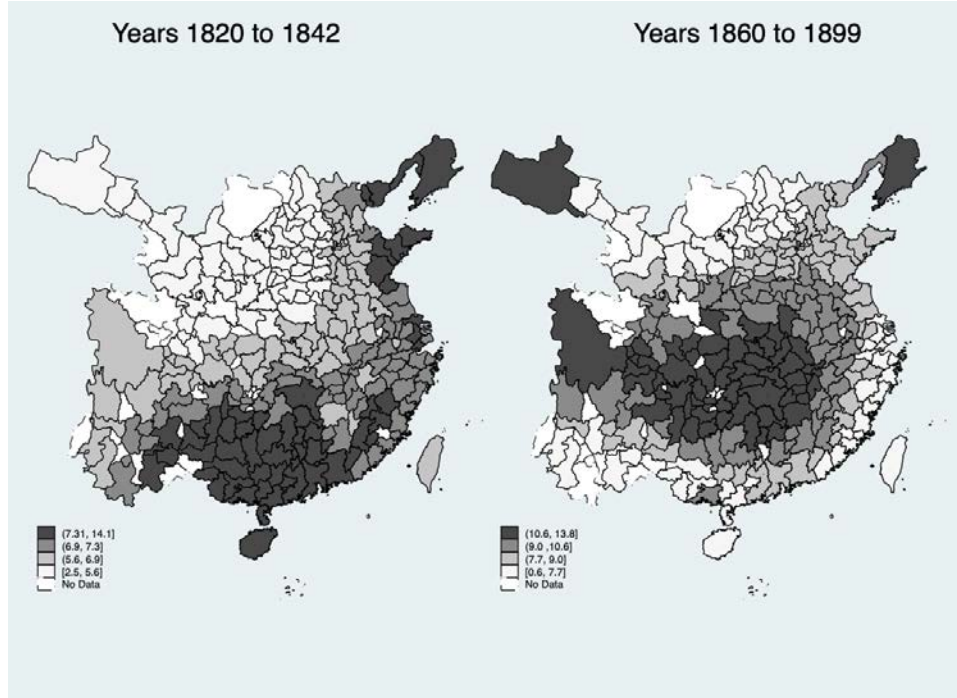 Years 1820 to 1842
Years 1860 to 1899
(7.31, 14.1]
(6.9, 7.3]
(5.6, 6.9]
[2.5, 5.6]
No Data
(10.6, 13.8]
(9.0 ,10.6]
(7.7, 9.0]
[0.6, 7.7]
No Data